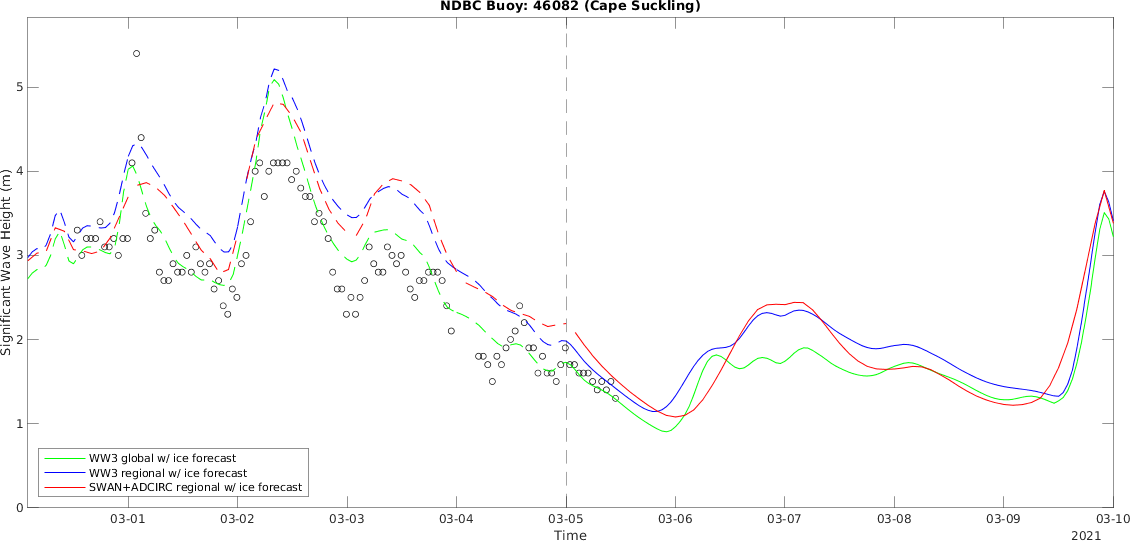 NDBC Buoy: 46082 (Cape Suckling)
Significant Wave Height (m)
5
4
3
2
1
0
WW3 global w/ ice forecast
WW3 regional w/ ice forecast
SWAN+ADCIRC regional w/ ice forecast
03-01 03-02 03-03 03-04 03-05 03-06 03-07 03-08 03-09 03-10
Time
2021